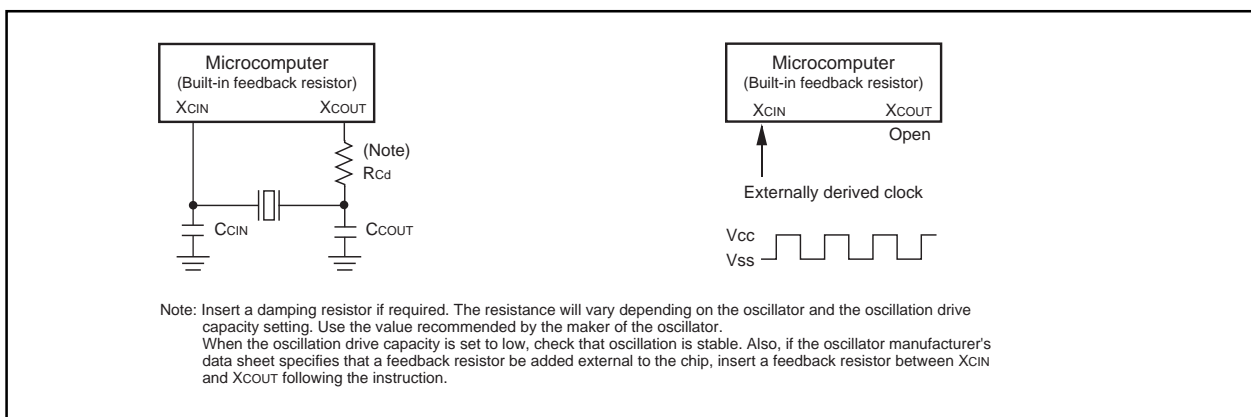 Microcomputer
(Built-in feedback resistor)
XCIN XCOUT
(Note)
RCd
CCIN
CCOUT
Microcomputer
(Built-in feedback resistor)
XCIN XCOUT
Open
Externally derived clock
Vcc
Vss
Note: Insert a damping resistor if required. The resistance will vary depending on the oscillator and the oscillation drive
capacity setting. Use the value recommended by the maker of the oscillator.
When the oscillation drive capacity is set to low, check that oscillation is stable. Also, if the oscillator manufacturer's
data sheet specifies that a feedback resistor be added external to the chip, insert a feedback resistor between XCIN
and XCOUT following the instruction.